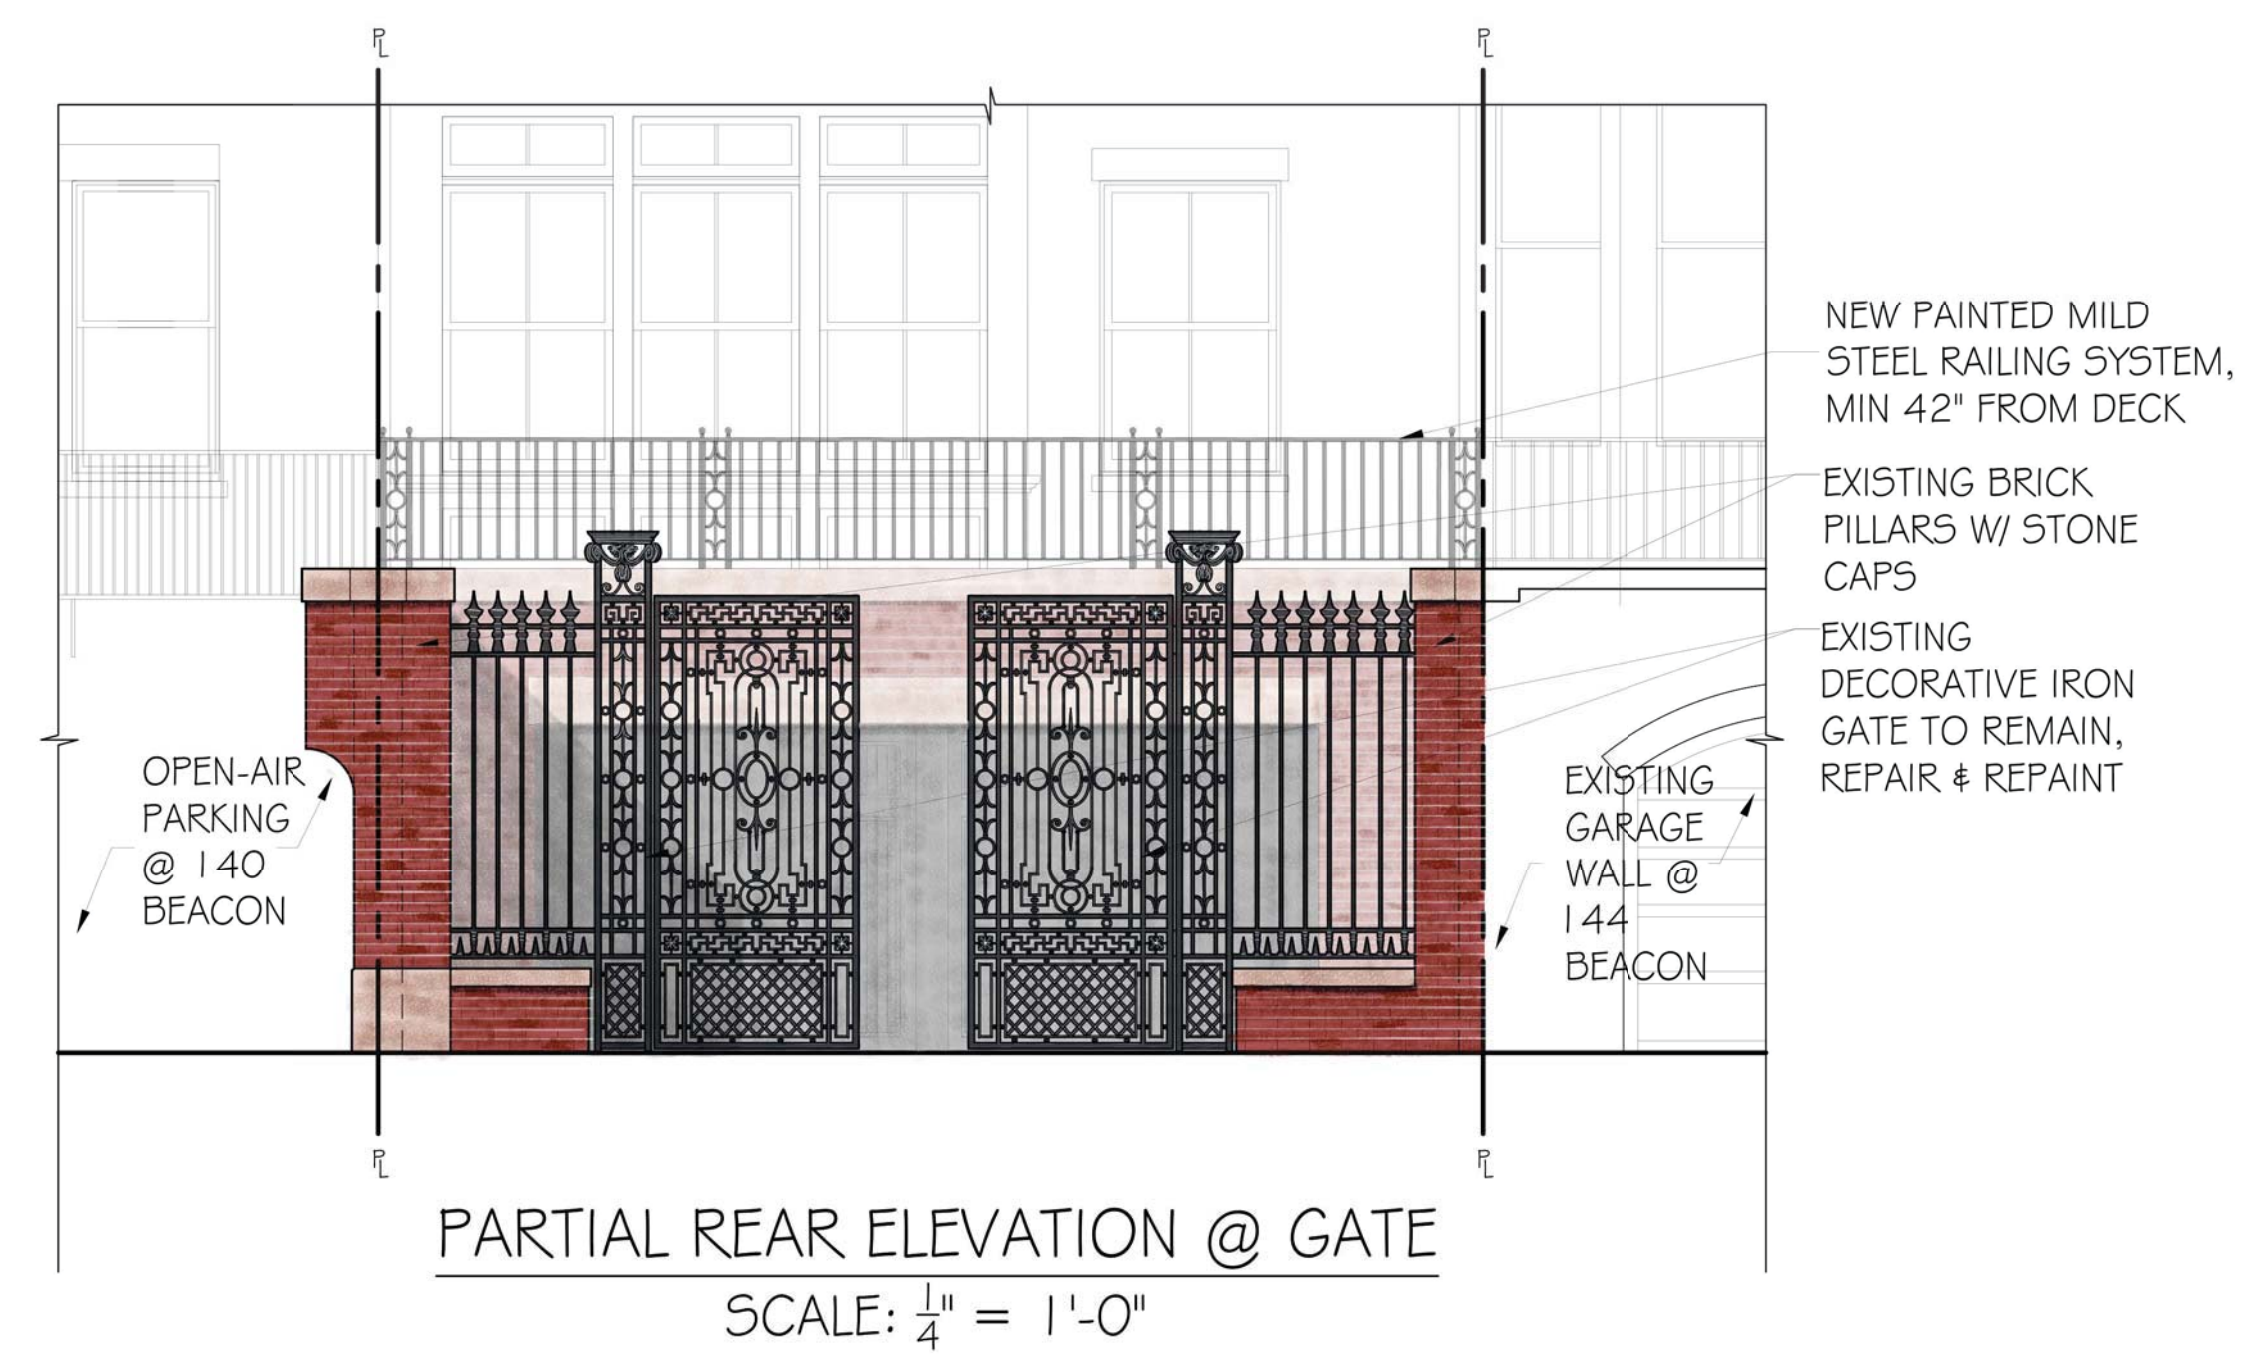 PL
PL
NEW PAINTED MILD
STEEL RAILING SYSTEM,
MIN 42" FROM DECK
EXISTING BRICK
PILLARS W/ STONE
CAPS
EXISTING
DECORATIVE IRON
GATE TO REMAIN,
REPAIR & REPAINT
OPEN-AIR
PARKING
@ 140
BEACON
EXISTING
GARAGE
WALL @
144
BEACON
PL
PL
PARTIAL REAR ELEVATION @ GATE
SCALE: 1/4" = 1'-0"